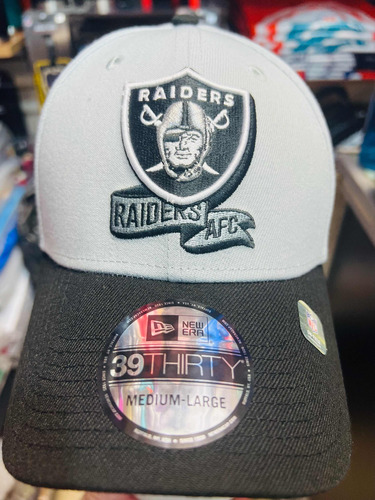 RAIDERS
RAIDERS
AFC
NEW ERA
39THIRTY
MEDIUM-LARGE